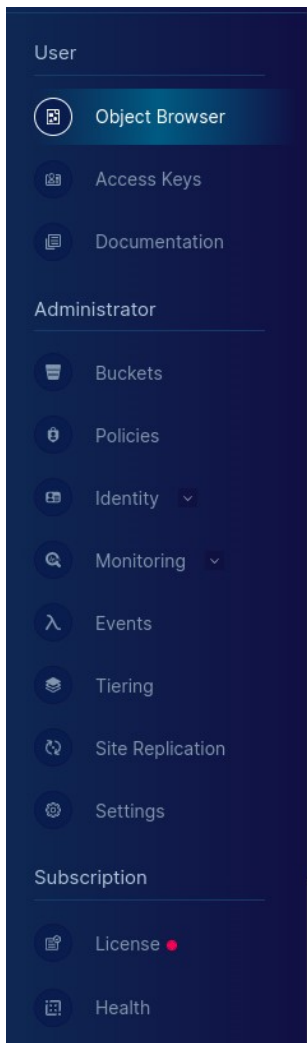 User
Object Browser
Access Keys
Documentation
Administrator
Buckets
Policies
Identity
Monitoring
Events
Tiering
Site Replication
Settings
Subscription
License
Health